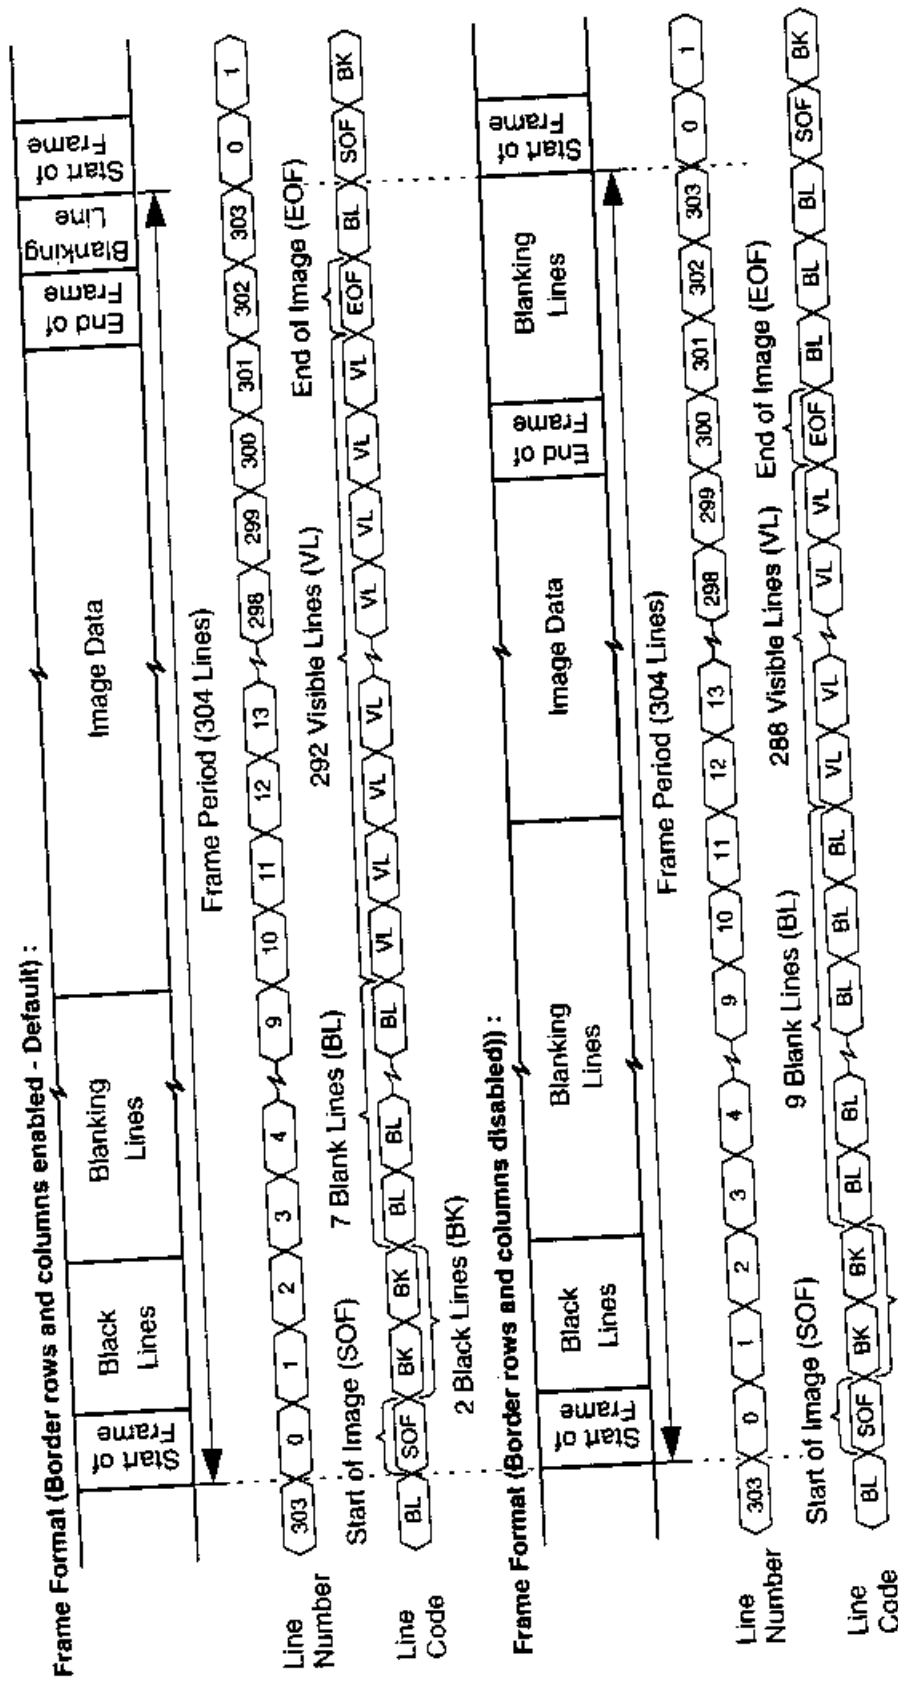 Frame Format (Border rows and columns enabled - Default) :
Start of
Frame
Black
Lines
Blanking
Lines
Image Data
End of
Frame
Blanking
Line
Start of
Frame
Frame Period (304 Lines)
Line
Number
303 0 1 2 3 4 9 10 11 12 13 298 299 300 301 302 303 0 1
Start of Image (SOF)
7 Blank Lines (BL)
292 Visible Lines (VL)
End of Image (EOF)
Line
Code
BL SOF BK BK BL BL BL VL VL VL VL VL VL VL VL EOF BL SOF BK
2 Black Lines (BK)
Frame Format (Border rows and columns disabled)) :
Start of
Frame
Black
Lines
Blanking
Lines
Image Data
End of
Frame
Blanking
Lines
Start of
Frame
Frame Period (304 Lines)
Line
Number
303 0 1 2 3 4 9 10 11 12 13 298 299 300 301 302 303 0 1
Start of Image (SOF)
9 Blank Lines (BL)
288 Visible Lines (VL)
End of Image (EOF)
Line
Code
BL SOF BK BK BL BL BL BL BL VL VL VL VL EOF BL BL BL SOF BK